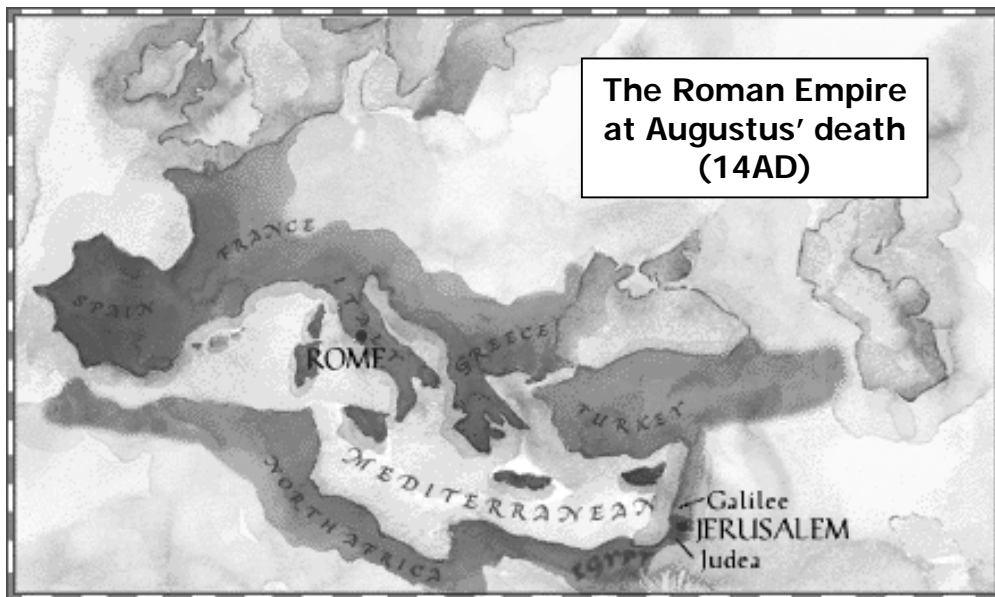 The Roman Empire
at Augustus’ death
(14AD)
FRANCE
SPAIN
ITALY
ROME
GREECE
TURKEY
MEDITERRANEAN
NORTH AFRICA
EGYPT
Galilee
JERUSALEM
Judea